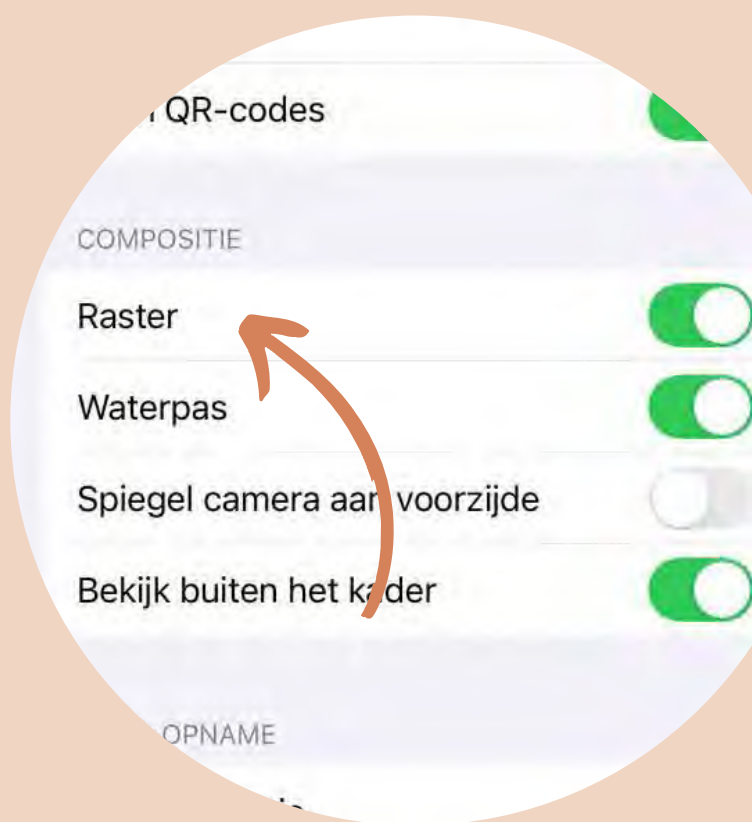 QR-codes
COMPOSITIE
Raster
Waterpas
Spiegel camera aan voorzijde
Bekijk buiten het kader
OPNAME